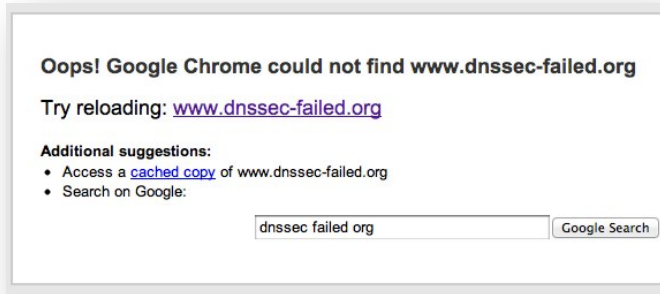 Oops! Google Chrome could not find www.dnssec-failed.org
Try reloading: www.dnssec-failed.org
Additional suggestions:
• Access a cached copy of www.dnssec-failed.org
• Search on Google:
dnssec failed org Google Search